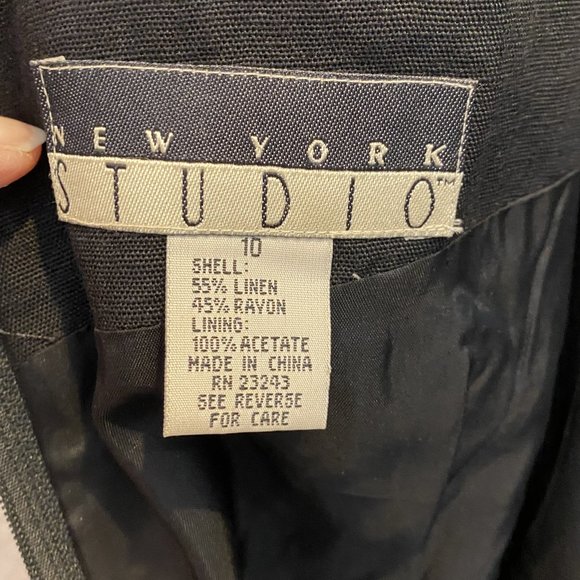 NEW YORK
STUDIO™
10
SHELL:
55% LINEN
45% RAYON
LINING:
100% ACETATE
MADE IN CHINA
RN 23243
SEE REVERSE
FOR CARE